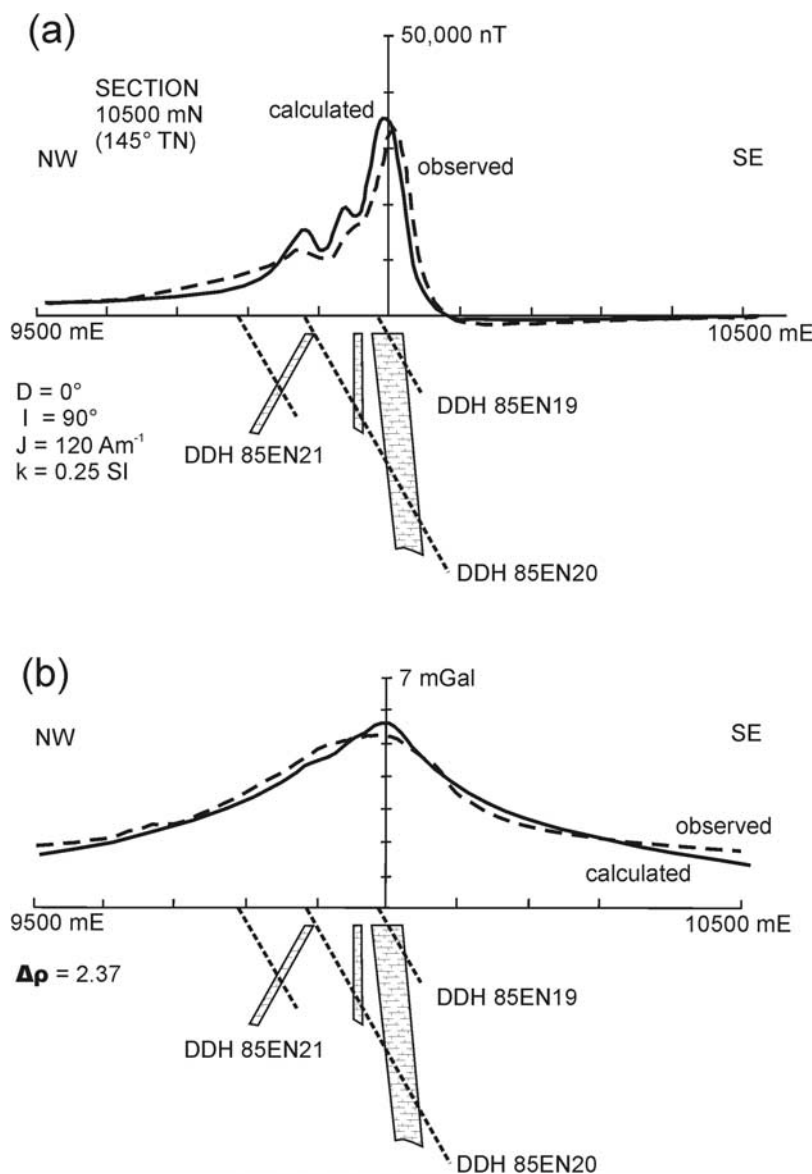 (a)
50,000 nT
SECTION
10500 mN
(145° TN)
calculated
NW
SE
observed
9500 mE
10500 mE
D = 0°
I = 90°
J = 120 Am⁻¹
k = 0.25 SI
DDH 85EN19
DDH 85EN21
DDH 85EN20
(b)
7 mGal
NW
SE
observed
calculated
9500 mE
10500 mE
Δρ = 2.37
DDH 85EN19
DDH 85EN21
DDH 85EN20